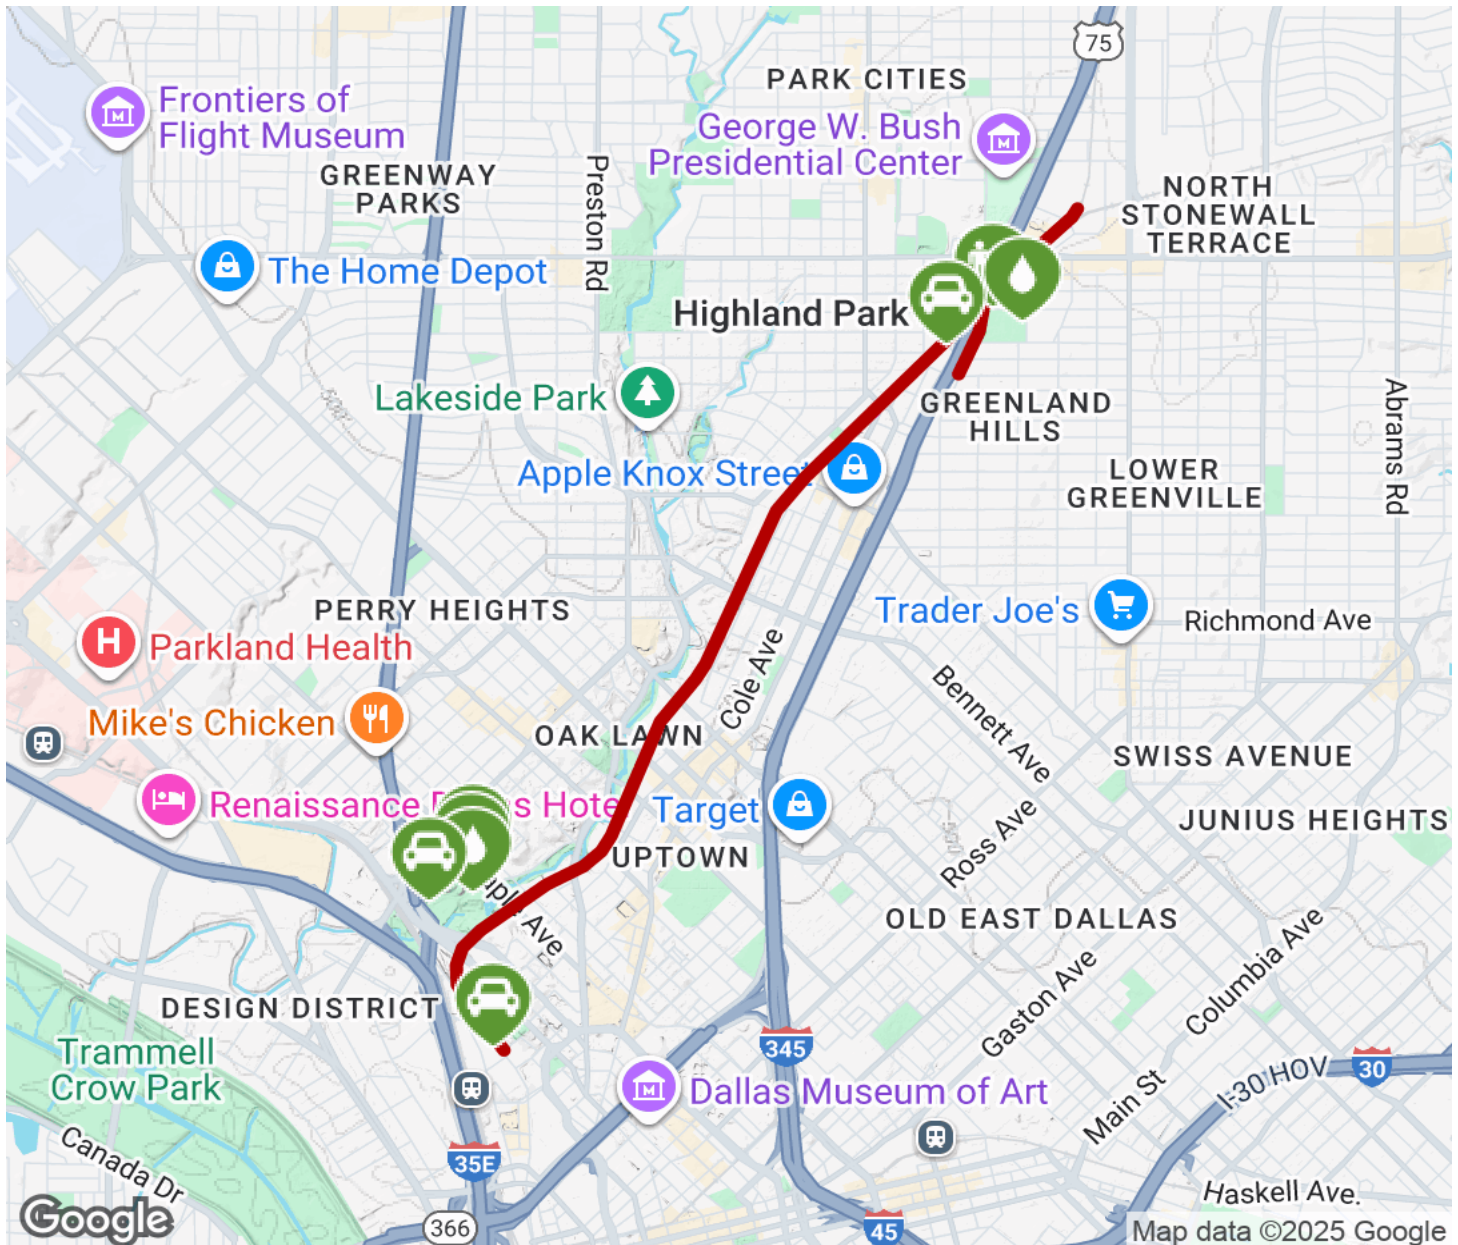 75
PARK CITIES
Frontiers of
Flight Museum
George W. Bush
Presidential Center
GREENWAY
PARKS
Preston Rd
NORTH
STONEWALL
TERRACE
The Home Depot
Highland Park
Lakeside Park
GREENLAND
HILLS
Abrams Rd
Apple Knox Street
LOWER
GREENVILLE
PERRY HEIGHTS
Trader Joe's
Richmond Ave
H
Parkland Health
Cole Ave
Bennett Ave
Mike's Chicken
OAK LAWN
SWISS AVENUE
Renaissance
s Hote
Target
Ross Ave
JUNIUS HEIGHTS
UPTOWN
Ave
OLD EAST DALLAS
Columbia Ave
Gaston Ave
DESIGN DISTRICT
Trammell
Crow Park
345
Dallas Museum of Art
I-30 HOV
30
Main St
Canada Dr
35E
Haskell Ave.
Google
366
45
Map data ©2025 Google